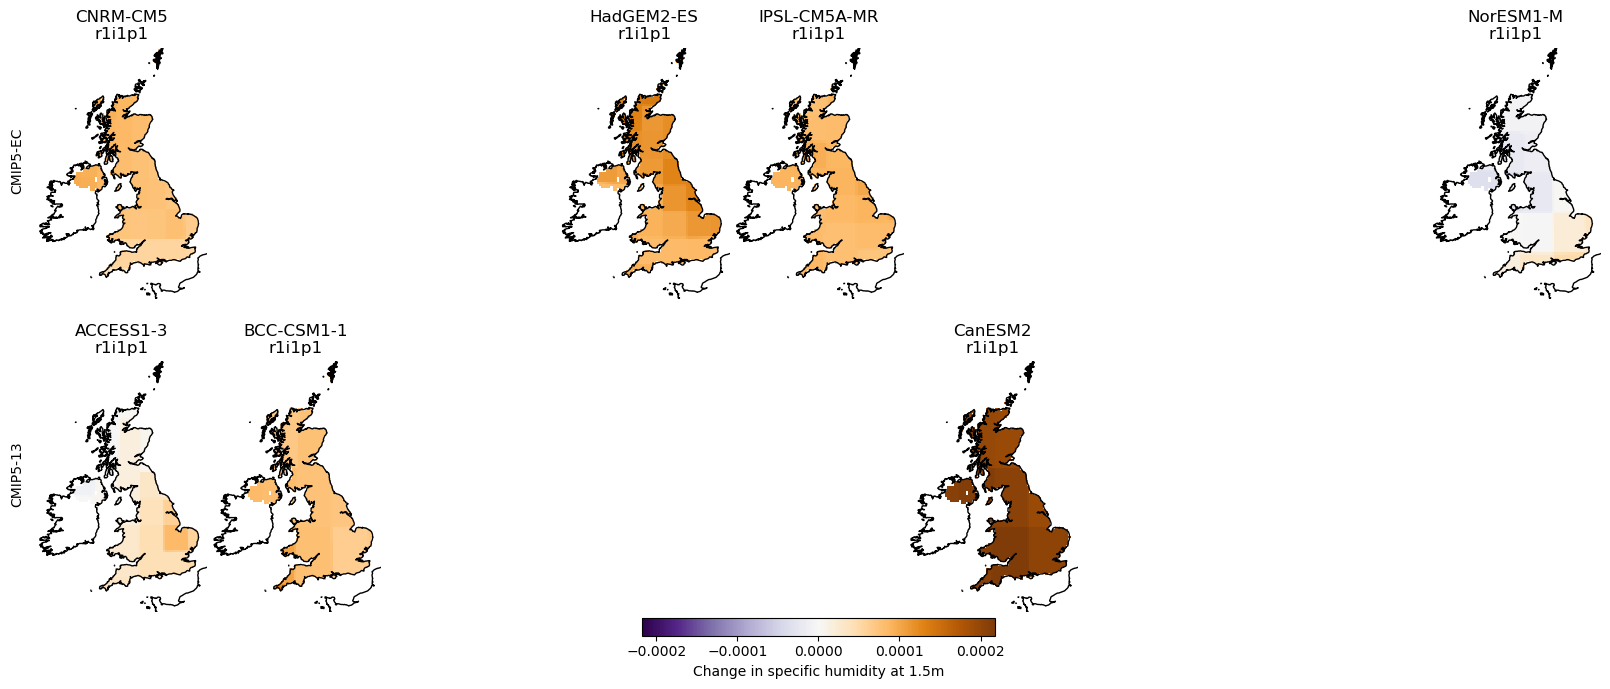 CNRM-CM5
r1i1p1
HadGEM2-ES
r1i1p1
IPSL-CM5A-MR
r1i1p1
NorESM1-M
r1i1p1
CMIP5-EC
ACCESS1-3
r1i1p1
BCC-CSM1-1
r1i1p1
CanESM2
r1i1p1
CMIP5-13
−0.0002 −0.0001 0.0000 0.0001 0.0002
Change in specific humidity at 1.5m